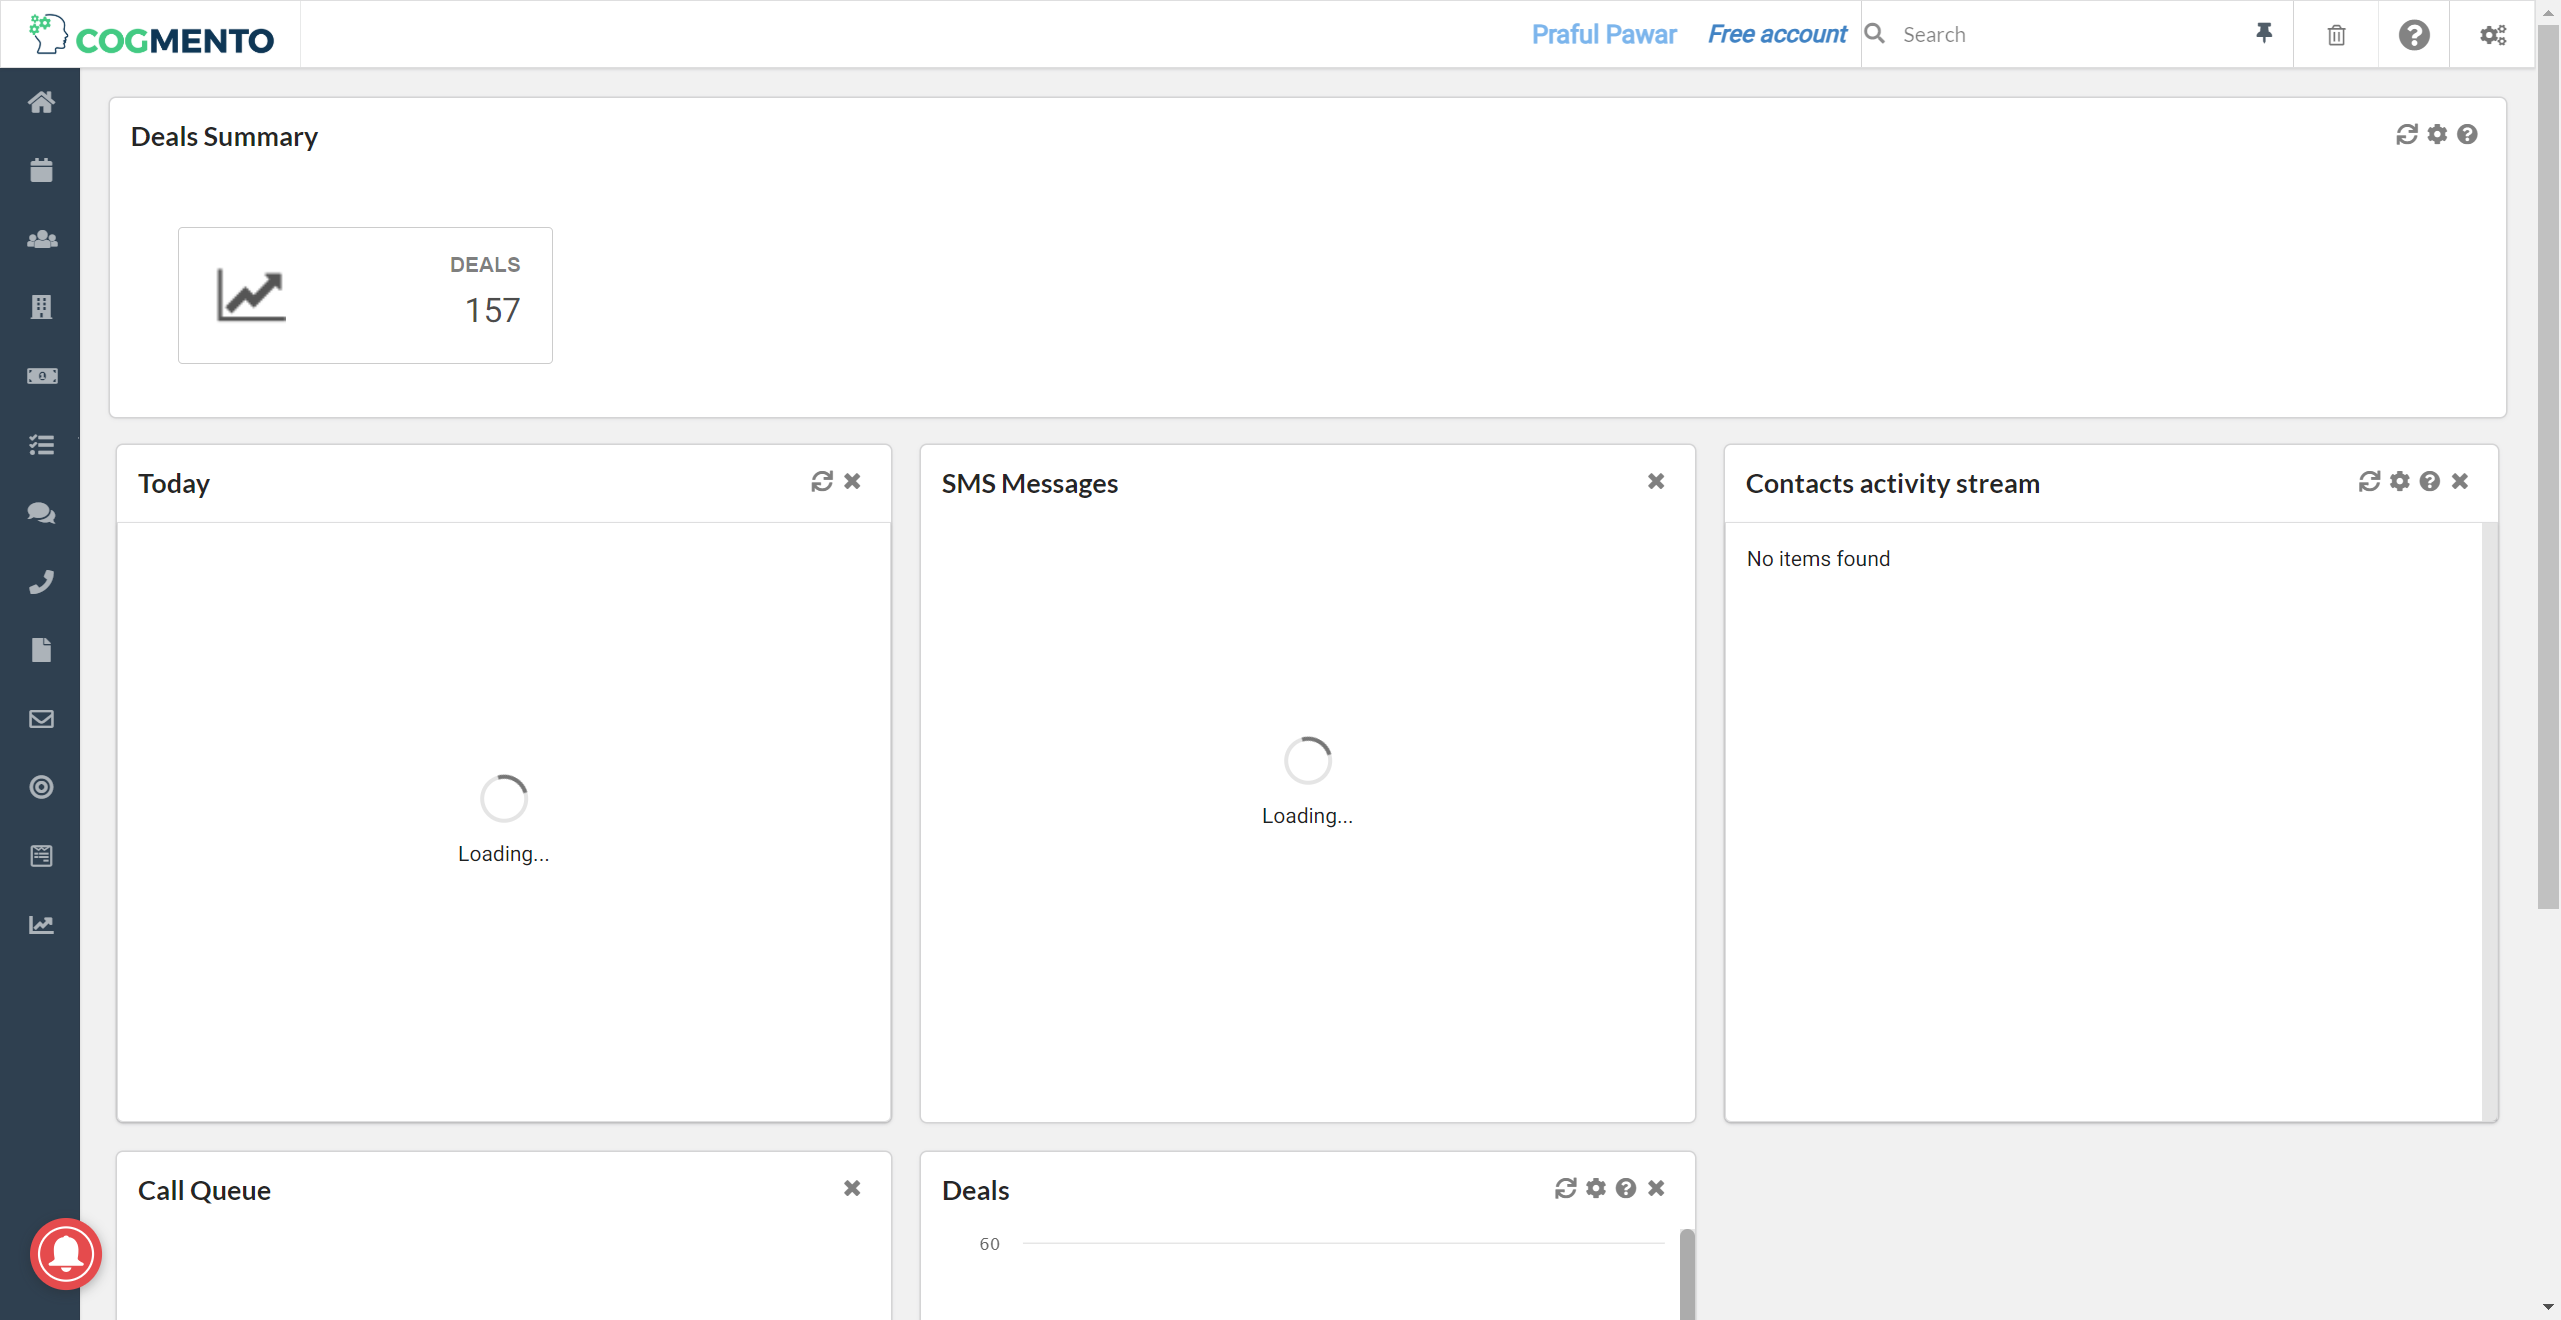 COGMENTO
Praful Pawar
Free account
Search
Deals Summary
DEALS
157
Today
Loading...
SMS Messages
Loading...
Contacts activity stream
No items found
Call Queue
Deals
60